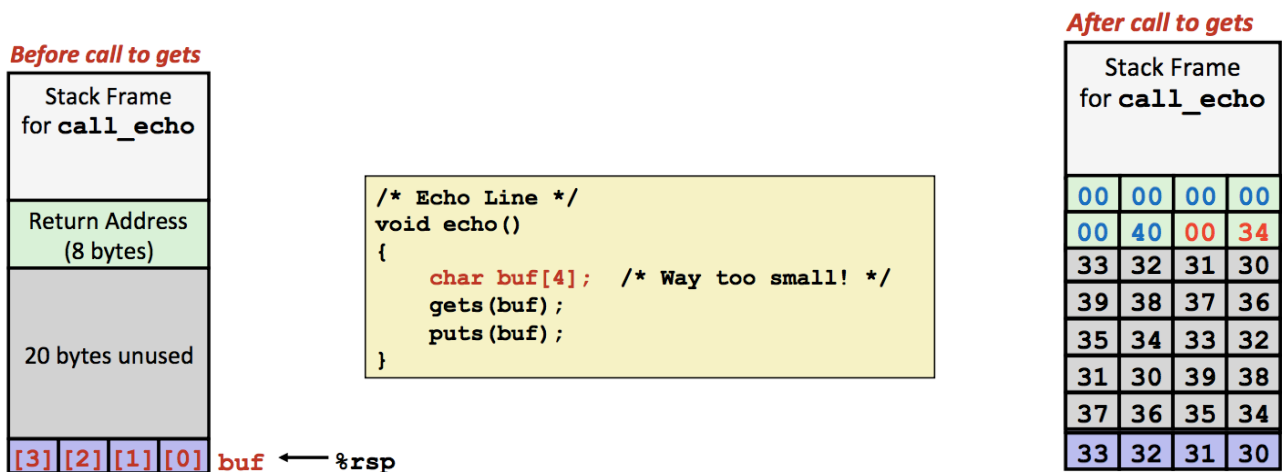 Before call to gets
Stack Frame
for call_echo
Return Address
(8 bytes)
20 bytes unused
[3] [2] [1] [0] buf %rsp
/* Echo Line */
void echo()
{
    char buf[4];  /* Way too small! */
    gets(buf);
    puts(buf);
}
After call to gets
Stack Frame
for call_echo
00 00 00 00
00 40 00 34
33 32 31 30
39 38 37 36
35 34 33 32
31 30 39 38
37 36 35 34
33 32 31 30